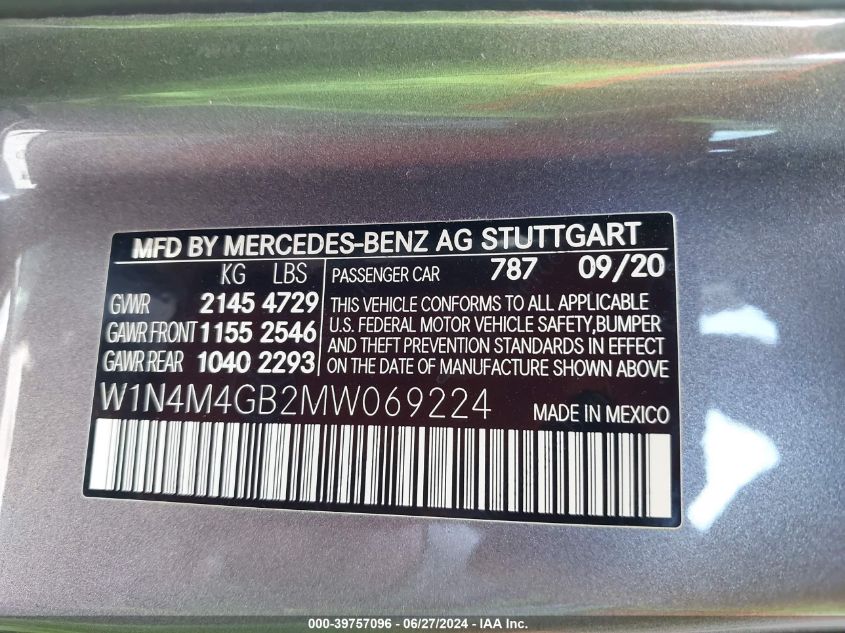 MFD BY MERCEDES-BENZ AG STUTTGART
KG LBS
GVWR 2145 4729
GAWR FRONT 1155 2546
GAWR REAR 1040 2293
PASSENGER CAR 787 09/20
THIS VEHICLE CONFORMS TO ALL APPLICABLE
U.S. FEDERAL MOTOR VEHICLE SAFETY, BUMPER
AND THEFT PREVENTION STANDARDS IN EFFECT
ON THE DATE OF MANUFACTURE SHOWN ABOVE
W1N4M4GB2MW069224
MADE IN MEXICO
000-39757096 - 06/27/2024 - IAA Inc.